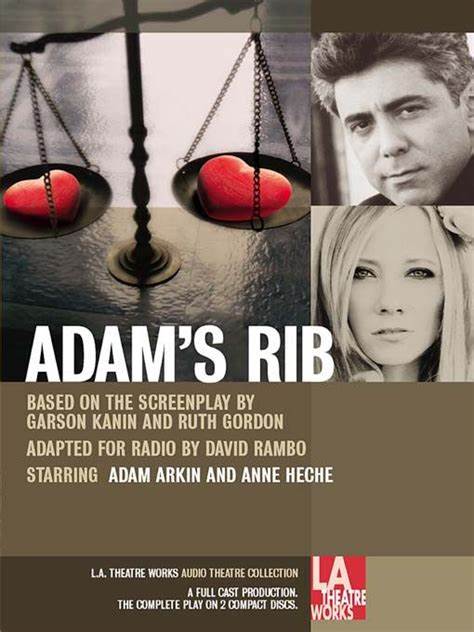 ADAM'S RIB
BASED ON THE SCREENPLAY BY
GARSON KANIN AND RUTH GORDON
ADAPTED FOR RADIO BY DAVID RAMBO
STARRING ADAM ARKIN AND ANNE HECHE
L.A. THEATRE WORKS AUDIO THEATRE COLLECTION
A FULL CAST PRODUCTION.
THE COMPLETE PLAY ON 2 COMPACT DISCS.
LA
THEATRE
WORKS